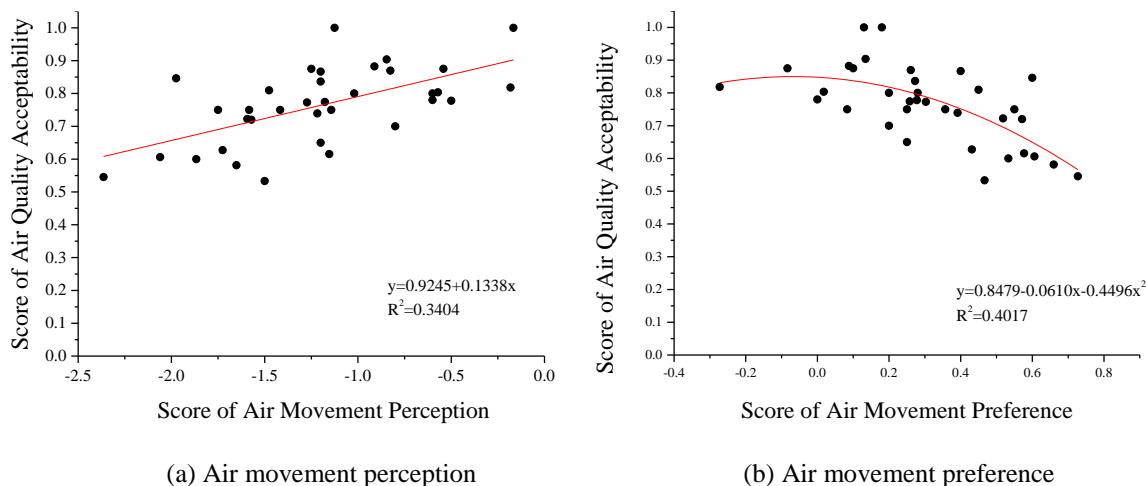 Score of Air Quality Acceptability
1.0
0.9
0.8
0.7
0.6
0.5
0.4
0.3
0.2
0.1
0.0
y=0.9245+0.1338x
R²=0.3404
-2.5 -2.0 -1.5 -1.0 -0.5 0.0
Score of Air Movement Perception
(a) Air movement perception
Score of Air Quality Acceptability
1.0
0.9
0.8
0.7
0.6
0.5
0.4
0.3
0.2
0.1
0.0
y=0.8479-0.0610x-0.4496x²
R²=0.4017
-0.4 -0.2 0.0 0.2 0.4 0.6 0.8
Score of Air Movement Preference
(b) Air movement preference